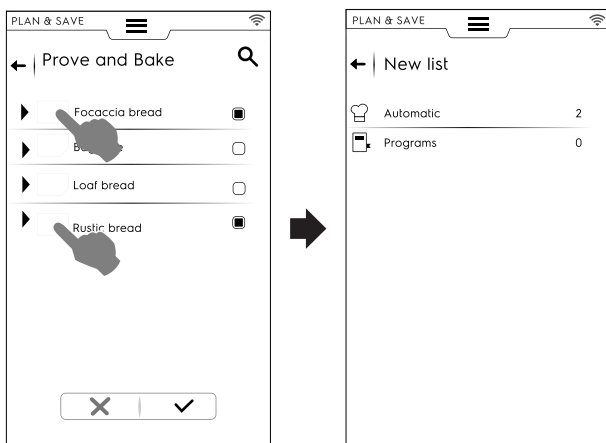 PLAN & SAVE
Prove and Bake
Focaccia bread
Loaf bread
Rustic bread
PLAN & SAVE
New list
Automatic 2
Programs 0